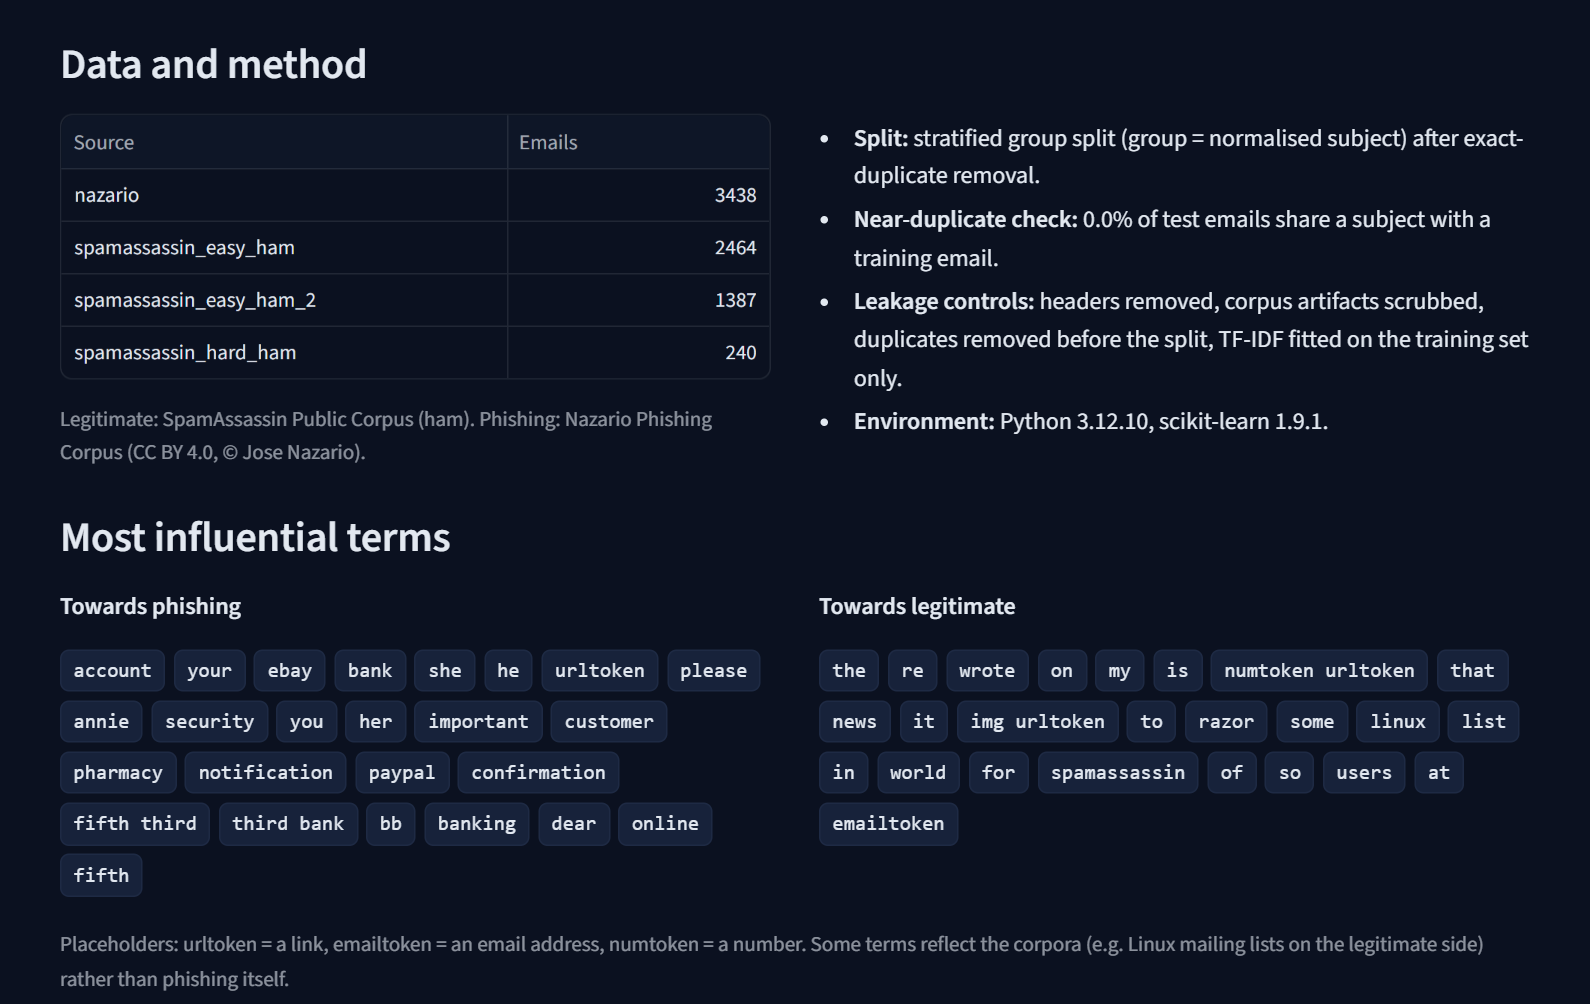 Data and method
Source Emails
nazario 3438
spamassassin_easy_ham 2464
spamassassin_easy_ham_2 1387
spamassassin_hard_ham 240
Legitimate: SpamAssassin Public Corpus (ham). Phishing: Nazario Phishing
Corpus (CC BY 4.0, © Jose Nazario).
• Split: stratified group split (group = normalised subject) after exact-
duplicate removal.
• Near-duplicate check: 0.0% of test emails share a subject with a
training email.
• Leakage controls: headers removed, corpus artifacts scrubbed,
duplicates removed before the split, TF-IDF fitted on the training set
only.
• Environment: Python 3.12.10, scikit-learn 1.9.1.
Most influential terms
Towards phishing
account your ebay bank she he urltoken please
annie security you her important customer
pharmacy notification paypal confirmation
fifth third third bank bb banking dear online
fifth
Towards legitimate
the re wrote on my is numtoken urltoken that
news it img urltoken to razor some linux list
in world for spamassassin of so users at
emailtoken
Placeholders: urltoken = a link, emailtoken = an email address, numtoken = a number. Some terms reflect the corpora (e.g. Linux mailing lists on the legitimate side)
rather than phishing itself.